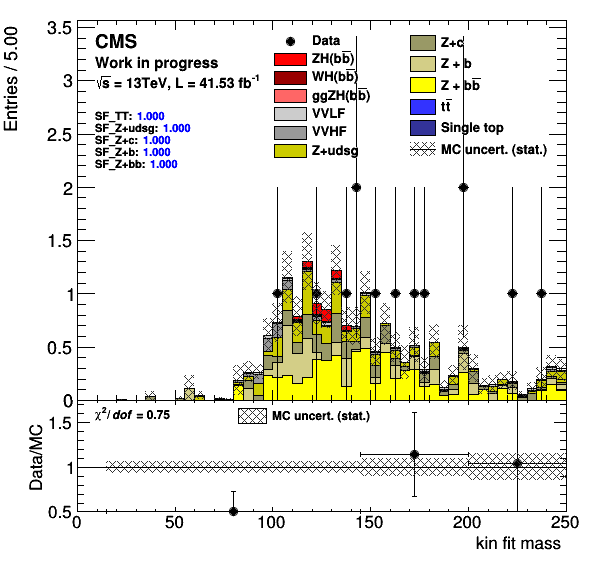 CMS
Work in progress
√s = 13TeV, L = 41.53 fb⁻¹
SF_TT: 1.000
SF_Z+udsg: 1.000
SF_Z+c: 1.000
SF_Z+b: 1.000
SF_Z+bb: 1.000
Data
ZH(bb̅)
WH(bb̅)
ggZH(bb̅)
VVLF
VVHF
Z+udsg
Z+c
Z + b
Z + bb̅
tt̅
Single top
MC uncert. (stat.)
Entries / 5.00
3.5
3
2.5
2
1.5
1
0.5
0
χ²/ dof = 0.75
MC uncert. (stat.)
Data/MC
1.5
1
0.5
0 50 100 150 200 250
kin fit mass